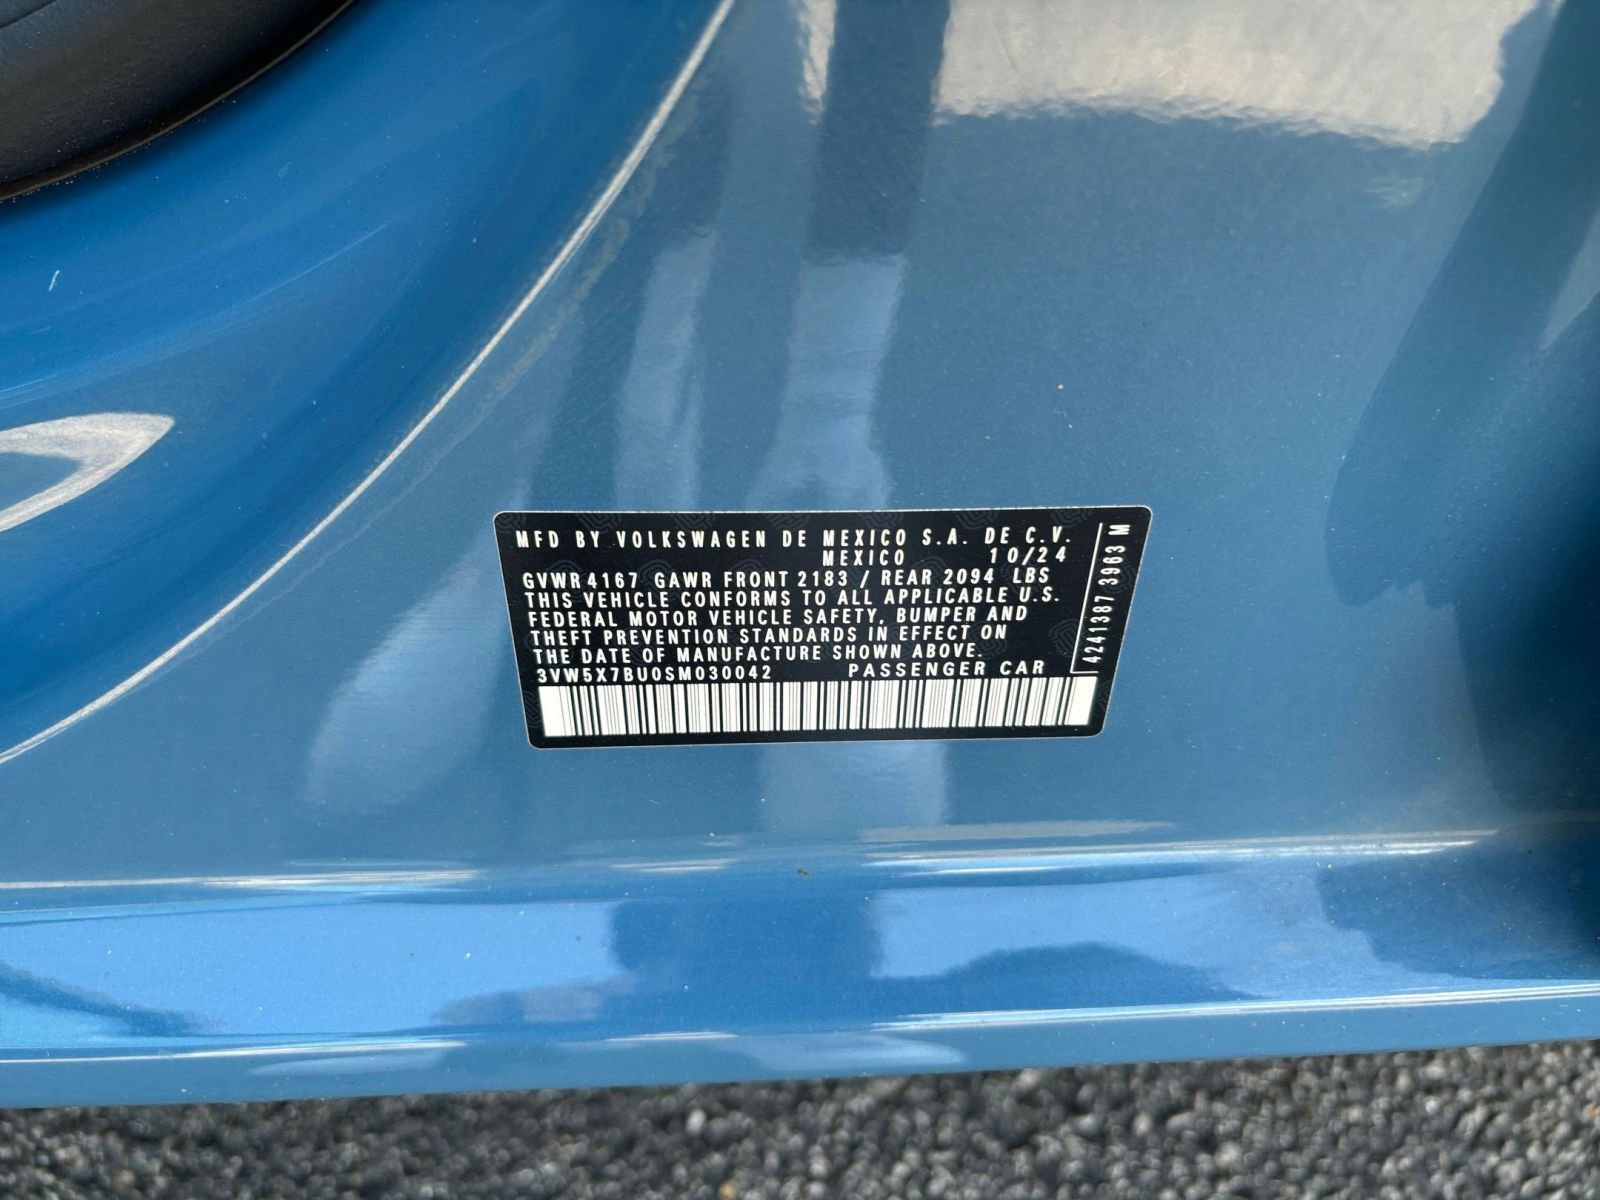 MFD BY VOLKSWAGEN DE MEXICO S.A. DE C.V.
MEXICO 10/24
GVWR 4167 GAWR FRONT 2183 / REAR 2094 LBS
THIS VEHICLE CONFORMS TO ALL APPLICABLE U.S.
FEDERAL MOTOR VEHICLE SAFETY, BUMPER AND
THEFT PREVENTION STANDARDS IN EFFECT ON
THE DATE OF MANUFACTURE SHOWN ABOVE.
3VW5X7BU0SM030042 PASSENGER CAR
4241387 3963 M